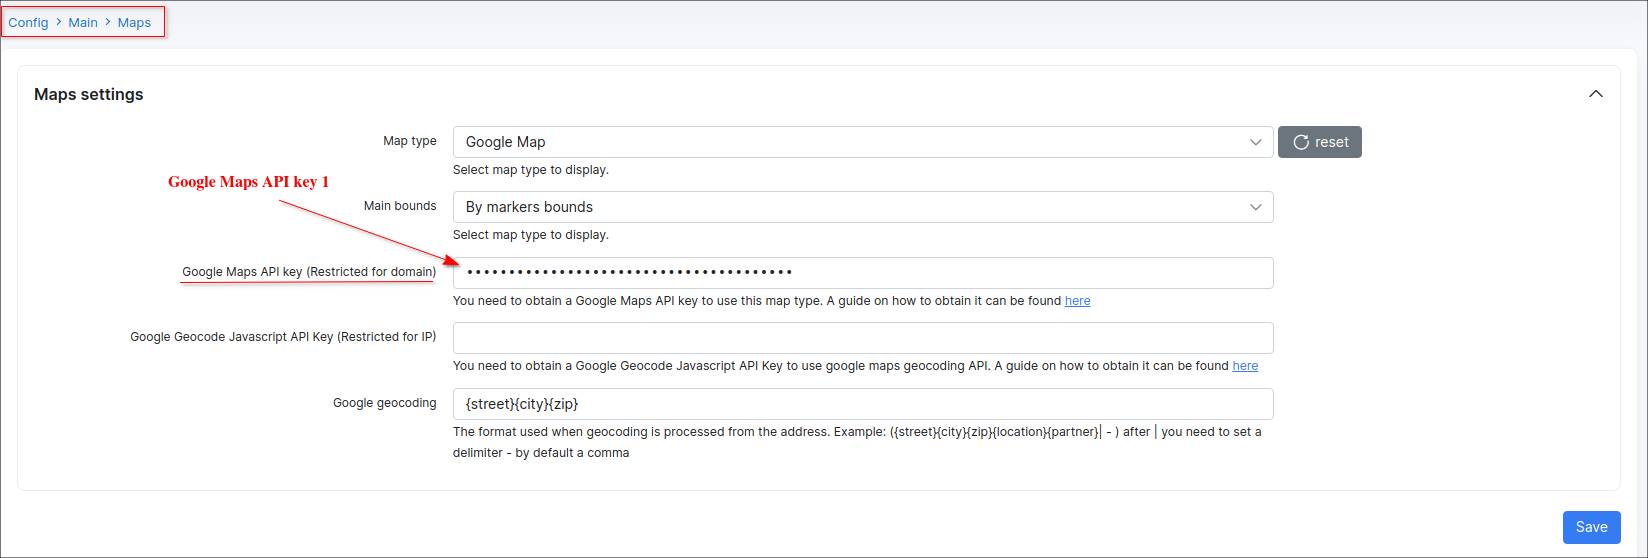 Config > Main > Maps
Maps settings
Map type
Google Map
reset
Select map type to display.
Google Maps API key 1
Main bounds
By markers bounds
Select map type to display.
Google Maps API key (Restricted for domain)
•••••••••••••••••••••••••••••••••••••••
You need to obtain a Google Maps API key to use this map type. A guide on how to obtain it can be found here
Google Geocode Javascript API Key (Restricted for IP)
You need to obtain a Google Geocode Javascript API Key to use google maps geocoding API. A guide on how to obtain it can be found here
Google geocoding
{street}{city}{zip}
The format used when geocoding is processed from the address. Example: ({street}{city}{zip}{location}{partner}| - ) after | you need to set a
delimiter - by default a comma
Save